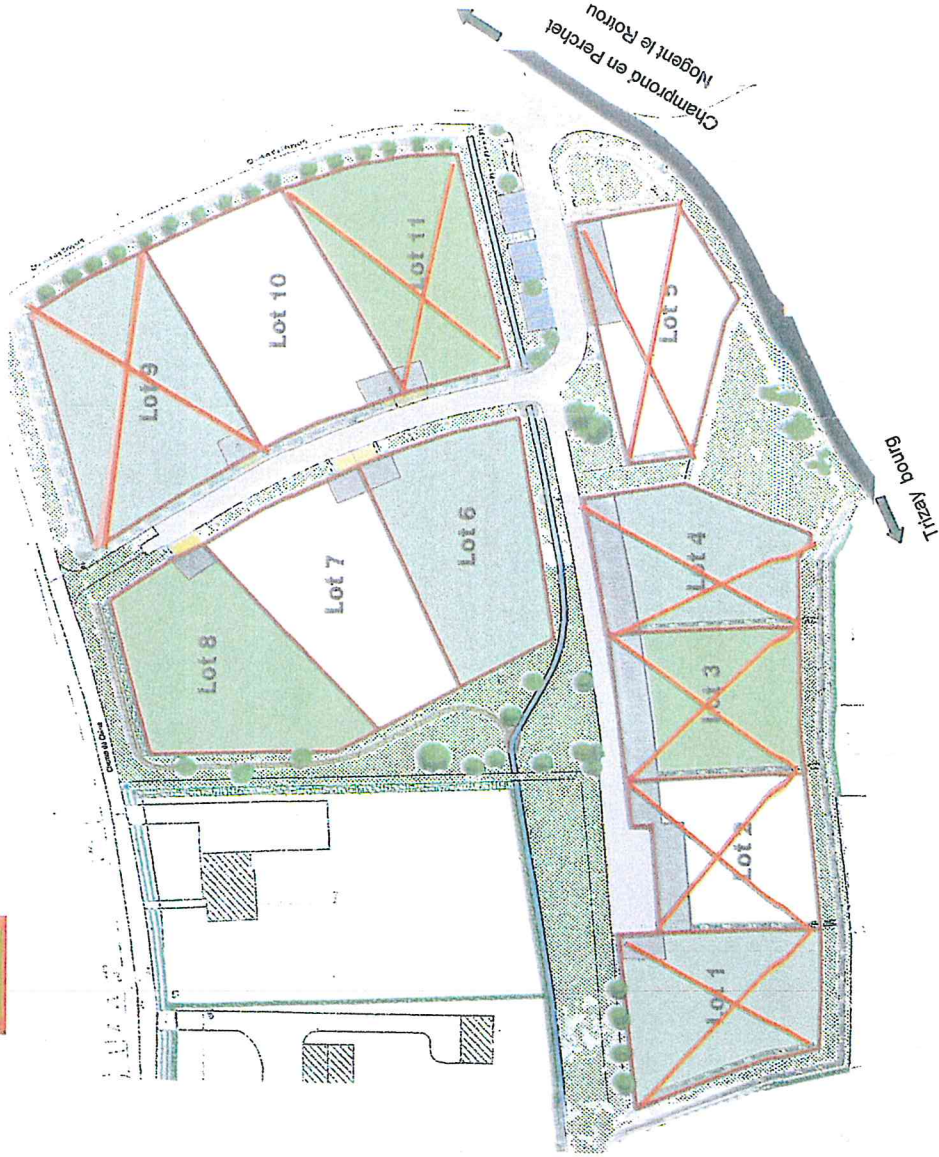 Champrond en Perchet
Nogent le Rotrou
Trizay bourg
Lot 9
Lot 10
Lot 11
Lot 8
Lot 7
Lot 6
Lot 5
Lot 4
Lot 3
Lot 2
Lot 1